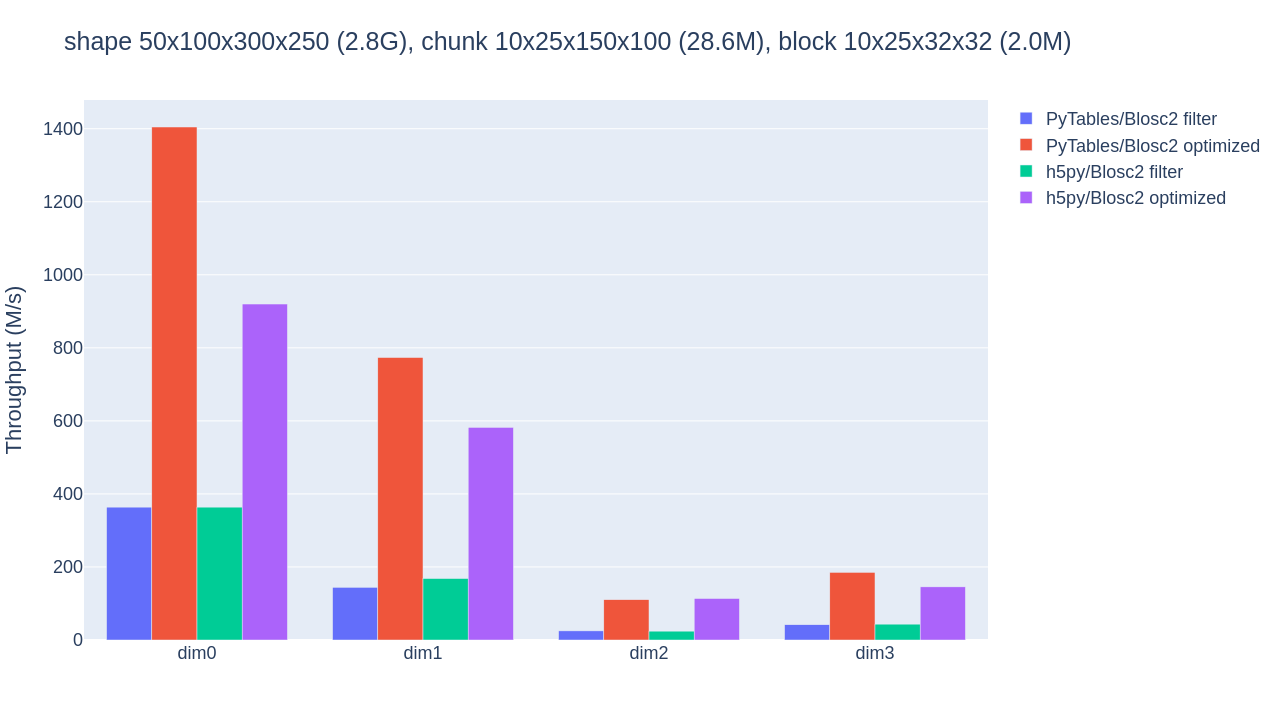 shape 50x100x300x250 (2.8G), chunk 10x25x150x100 (28.6M), block 10x25x32x32 (2.0M)
Throughput (M/s)
1400
1200
1000
800
600
400
200
0
dim0
dim1
dim2
dim3
PyTables/Blosc2 filter
PyTables/Blosc2 optimized
h5py/Blosc2 filter
h5py/Blosc2 optimized